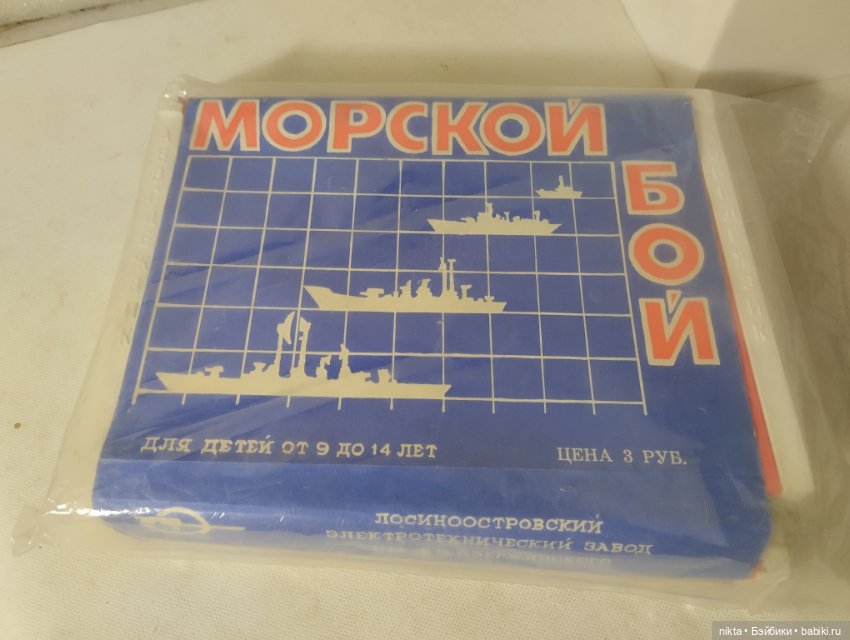 МОРСКОЙ
БОЙ
ДЛЯ ДЕТЕЙ ОТ 9 ДО 14 ЛЕТ
ЦЕНА 3 РУБ.
ЛОСИНООСТРОВСКИЙ
ЭЛЕКТРОТЕХНИЧЕСКИЙ ЗАВОД
nikta • Бэйбики • babiki.ru